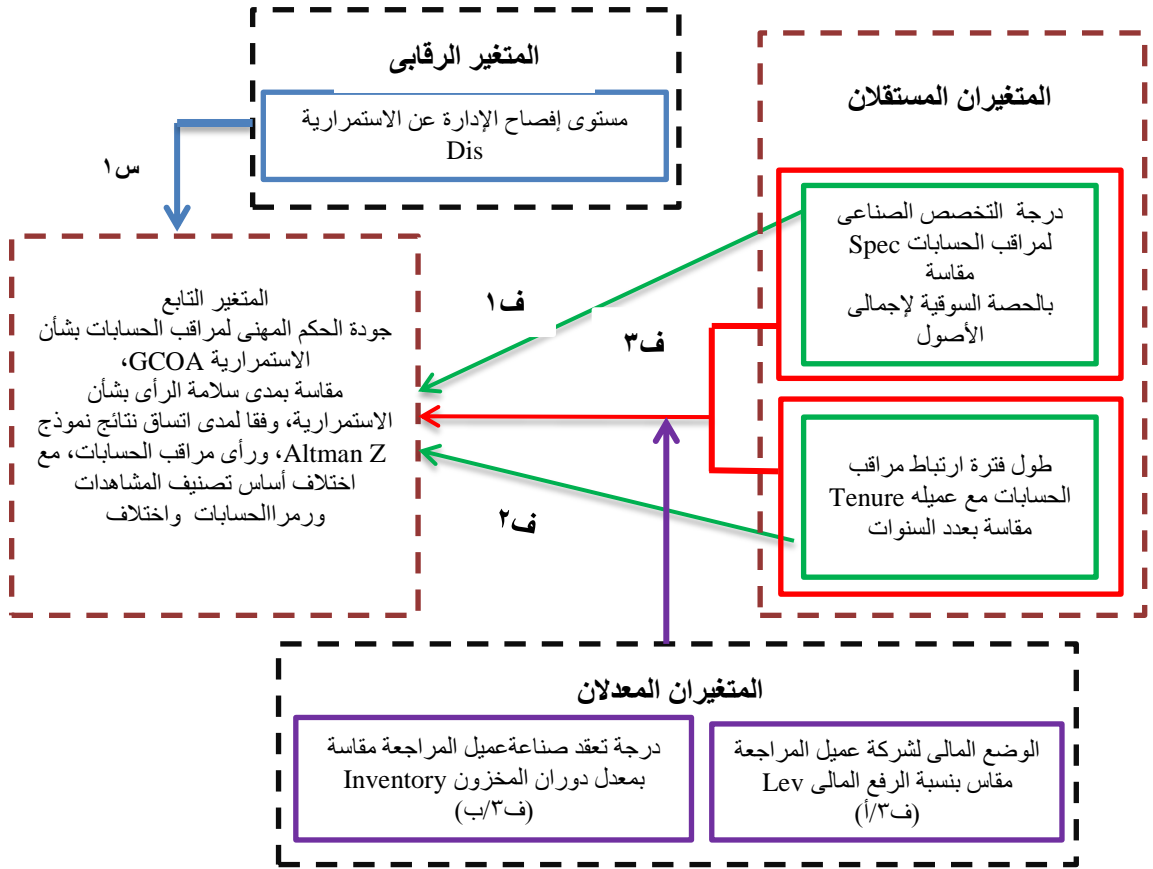 المتغير الرقابى
مستوى إفصاح الإدارة عن الاستمرارية
Dis
س١
المتغيران المستقلان
درجة التخصص الصناعى
لمراقب الحسابات Spec
مقاسة
بالحصة السوقية لإجمالى
الأصول
طول فترة ارتباط مراقب
الحسابات مع عميله Tenure
مقاسة بعدد السنوات
ف١
ف٣
ف٢
المتغير التابع
جودة الحكم المهنى لمراقب الحسابات بشأن
الاستمرارية GCOA،
مقاسة بمدى سلامة الرأى بشأن
الاستمرارية، وفقا لمدى اتساق نتائج نموذج
Altman Z، ورأى مراقب الحسابات، مع
اختلاف أساس تصنيف المشاهدات
ورمراالحسابات واختلاف
المتغيران المعدلان
الوضع المالى لشركة عميل المراجعة
مقاس بنسبة الرفع المالى Lev
(ف٣/أ)
درجة تعقد صناعةعميل المراجعة مقاسة
بمعدل دوران المخزون Inventory
(ف٣/ب)